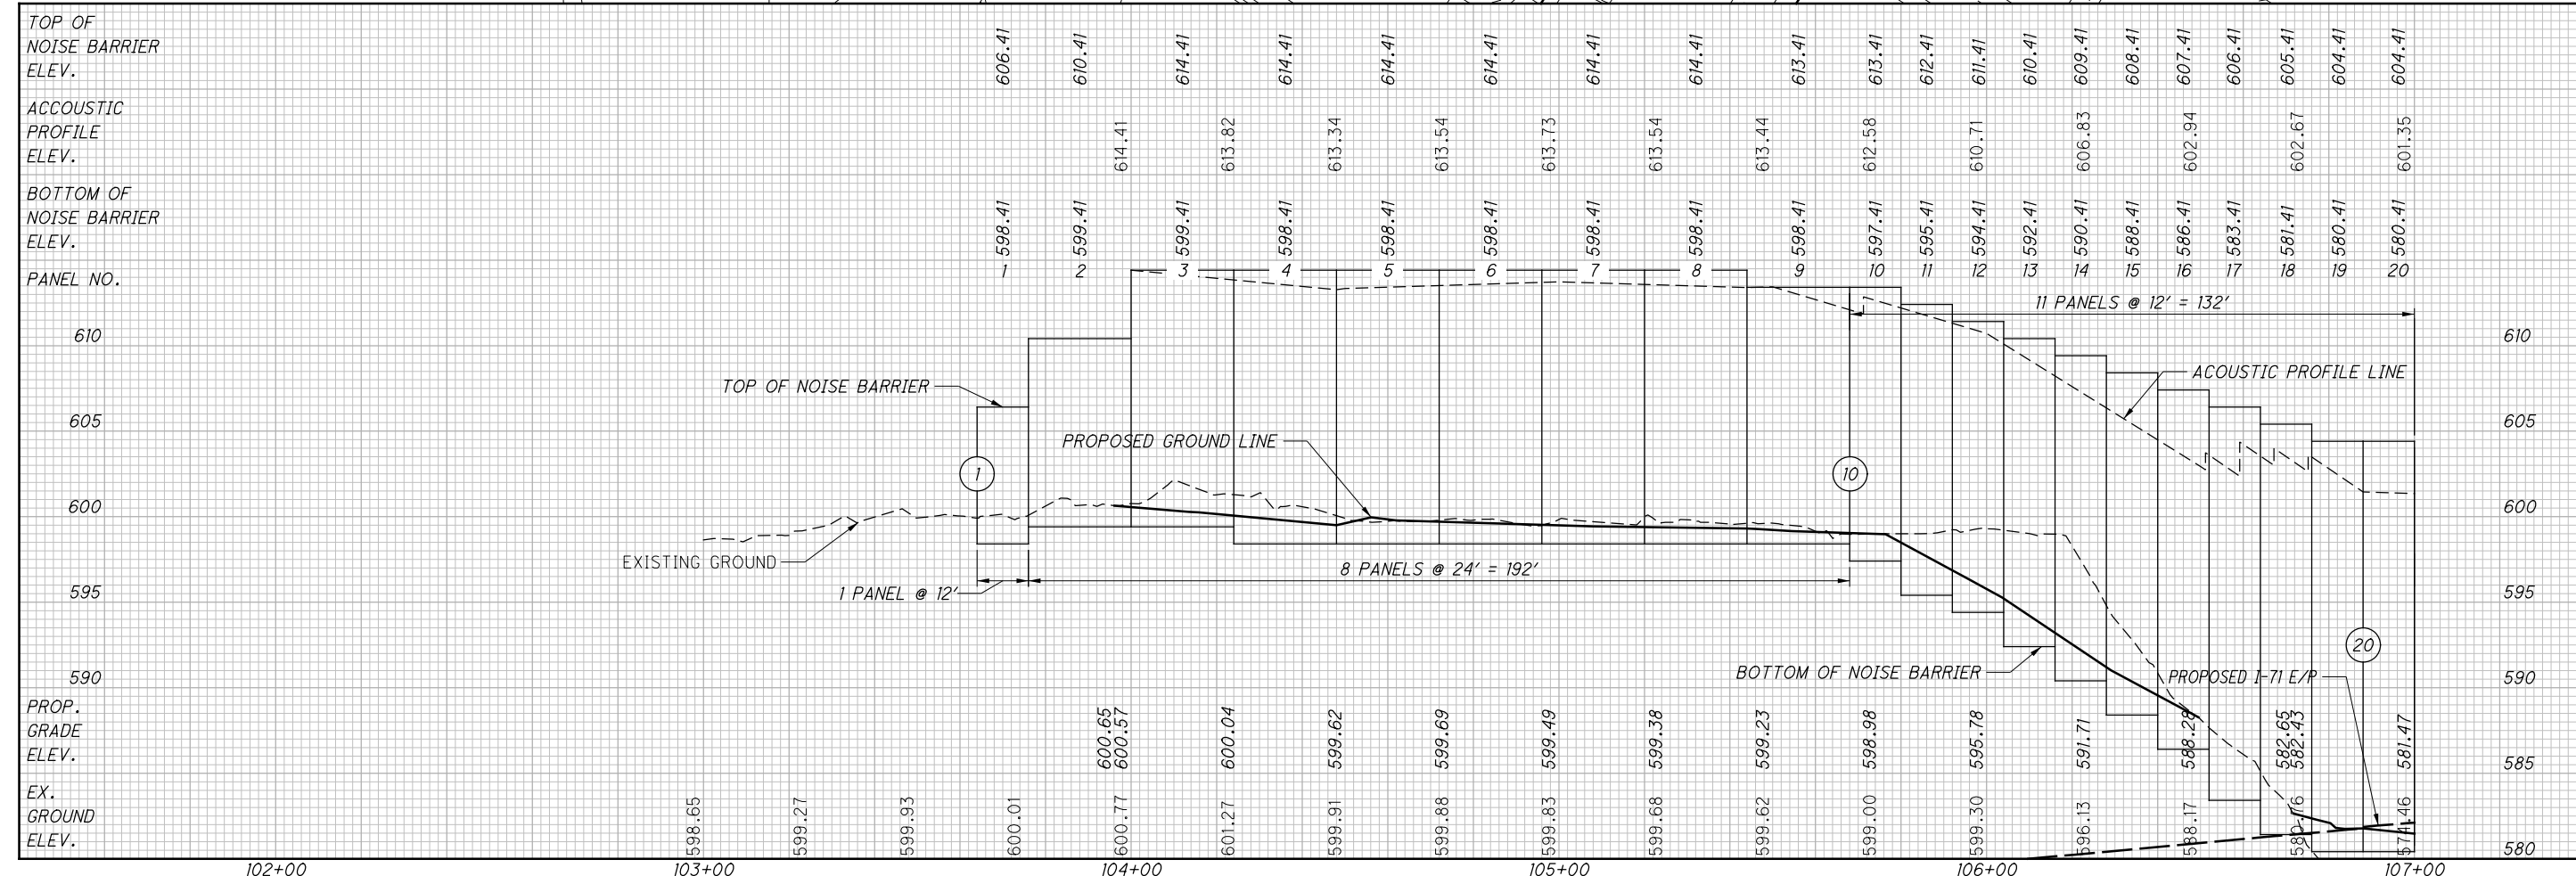 TOP OF
NOISE BARRIER
ELEV.
606.41 610.41 614.41 614.41 614.41 614.41 614.41 614.41 613.41 613.41 612.41 611.41 610.41 609.41 608.41 607.41 606.41 605.41 604.41 604.41
ACCOUSTIC
PROFILE
ELEV.
614.41 613.82 613.34 613.54 613.73 613.54 613.44 612.58 610.71 606.83 602.94 602.67 601.35
BOTTOM OF
NOISE BARRIER
ELEV.
598.41 599.41 599.41 598.41 598.41 598.41 598.41 598.41 598.41 597.41 595.41 594.41 592.41 590.41 588.41 586.41 583.41 581.41 580.41 580.41
PANEL NO.
1 2 3 4 5 6 7 8 9 10 11 12 13 14 15 16 17 18 19 20
11 PANELS @ 12' = 132'
610 610
ACOUSTIC PROFILE LINE
TOP OF NOISE BARRIER
605 605
PROPOSED GROUND LINE
1 10
600 600
EXISTING GROUND
8 PANELS @ 24' = 192'
1 PANEL @ 12'
595 595
20
BOTTOM OF NOISE BARRIER
PROPOSED I-71 E/P
590 590
PROP.
GRADE
ELEV.
600.65 600.57 600.04 599.62 599.69 599.49 599.38 599.23 598.98 595.78 591.71 588.28 582.65 582.43 581.47
585
EX.
GROUND
ELEV.
598.65 599.27 599.93 600.01 600.77 601.27 599.91 599.88 599.83 599.68 599.62 599.00 599.30 596.13 588.17 574.46
580
102+00 103+00 104+00 105+00 106+00 107+00